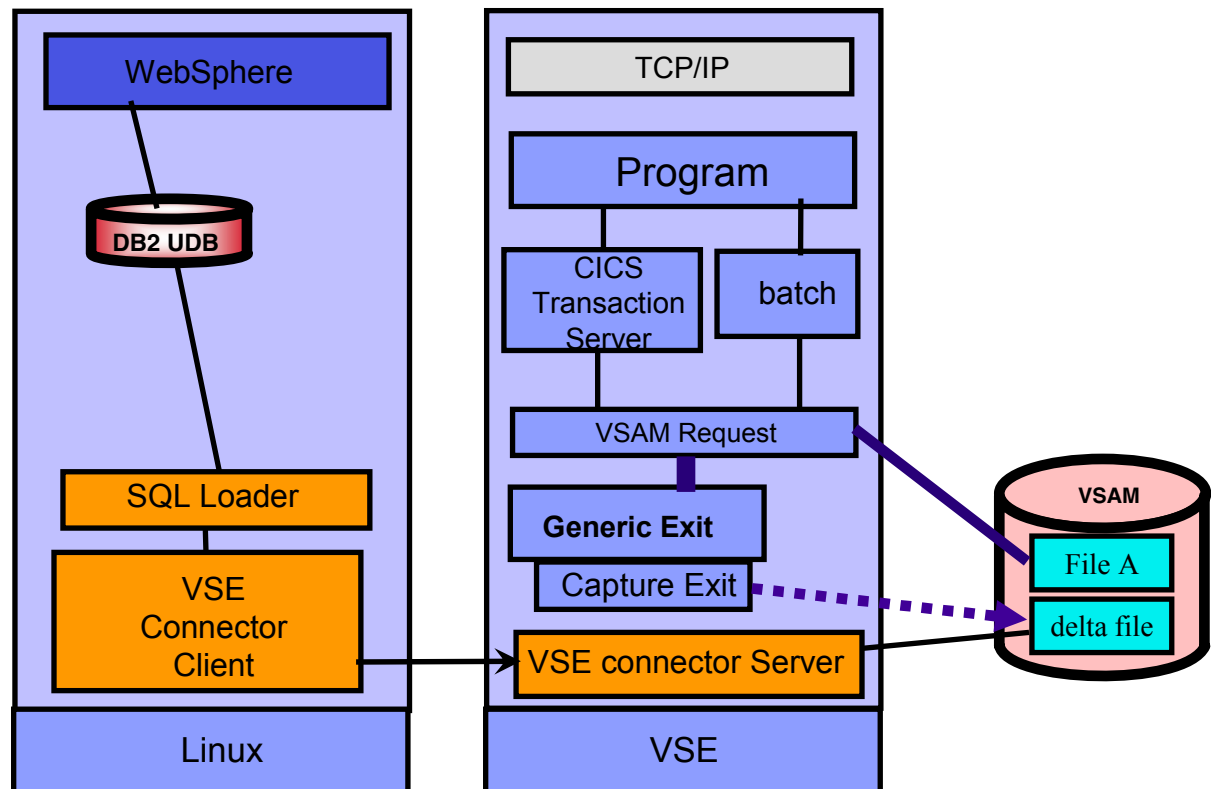 WebSphere
DB2 UDB
SQL Loader
VSE
Connector
Client
Linux
TCP/IP
Program
CICS
Transaction
Server
batch
VSAM Request
Generic Exit
Capture Exit
VSE connector Server
VSE
VSAM
File A
delta file